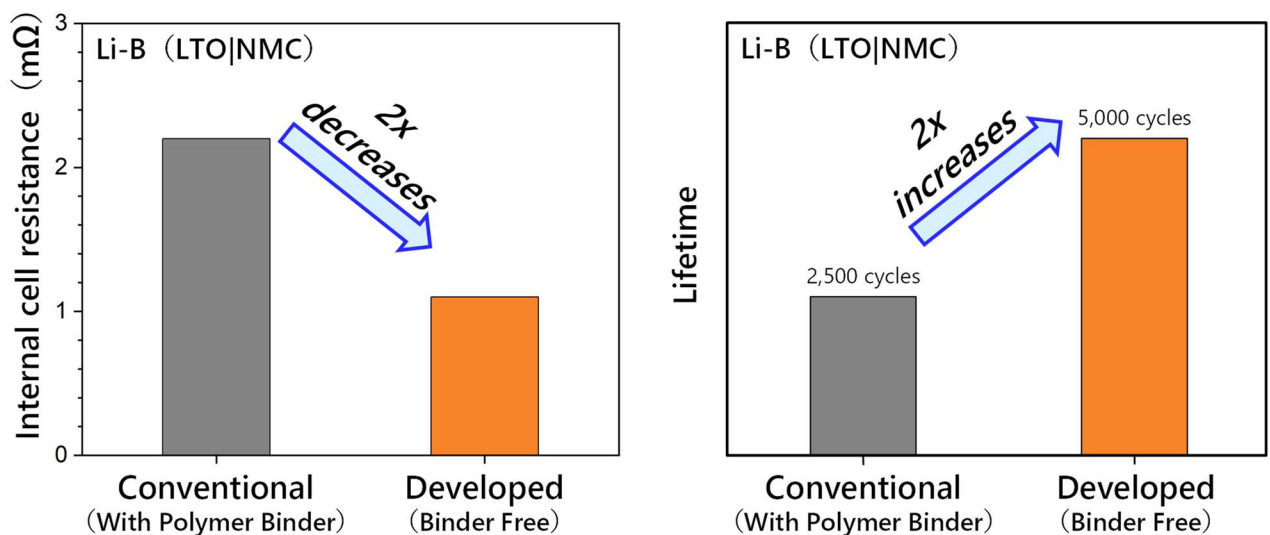 Li-B（LTO|NMC）
Internal cell resistance（mΩ）
3
2
1
0
2x
decreases
Conventional
（With Polymer Binder）
Developed
（Binder Free）
Li-B（LTO|NMC）
Lifetime
2x
increases
2,500 cycles
5,000 cycles
Conventional
（With Polymer Binder）
Developed
（Binder Free）